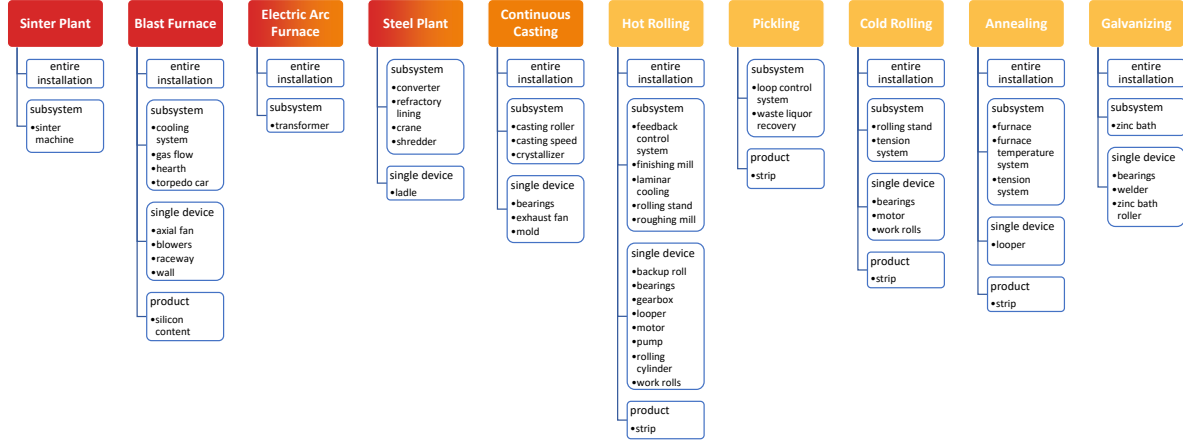 Sinter Plant
entire
installation
subsystem
•sinter
machine
Blast Furnace
entire
installation
subsystem
•cooling
system
•gas flow
•hearth
•torpedo car
single device
•axial fan
•blowers
•raceway
•wall
product
•silicon
content
Electric Arc
Furnace
entire
installation
subsystem
•transformer
Steel Plant
subsystem
•converter
•refractory
lining
•crane
•shredder
single device
•ladle
Continuous
Casting
entire
installation
subsystem
•casting roller
•casting speed
•crystallizer
single device
•bearings
•exhaust fan
•mold
Hot Rolling
entire
installation
subsystem
•feedback
control
system
•finishing mill
•laminar
cooling
•rolling stand
•roughing mill
single device
•backup roll
•bearings
•gearbox
•looper
•motor
•pump
•rolling
cylinder
•work rolls
product
•strip
Pickling
subsystem
•loop control
system
•waste liquor
recovery
product
•strip
Cold Rolling
entire
installation
subsystem
•rolling stand
•tension
system
single device
•bearings
•motor
•work rolls
product
•strip
Annealing
entire
installation
subsystem
•furnace
•furnace
temperature
system
•tension
system
single device
•looper
product
•strip
Galvanizing
entire
installation
subsystem
•zinc bath
single device
•bearings
•welder
•zinc bath
roller